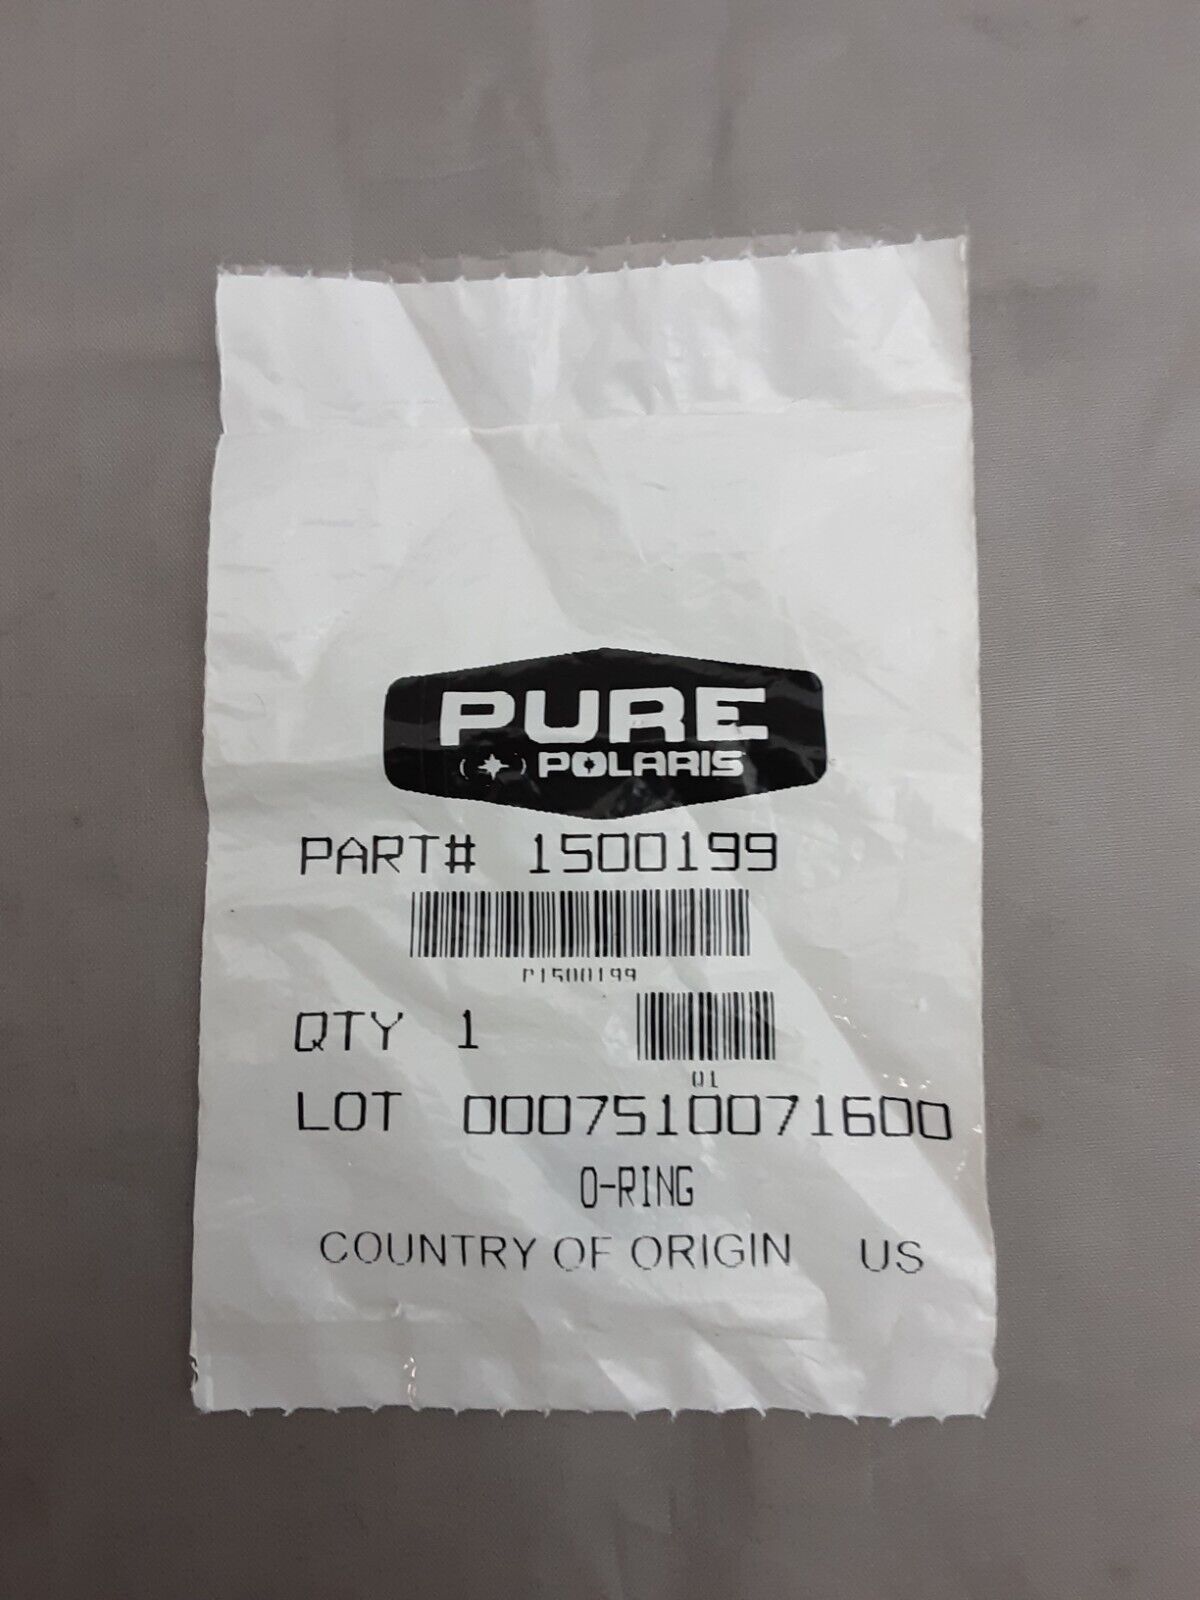 PURE
POLARIS
PART# 1500199
P1500199
QTY 1
01
LOT 0007510071600
O-RING
COUNTRY OF ORIGIN US